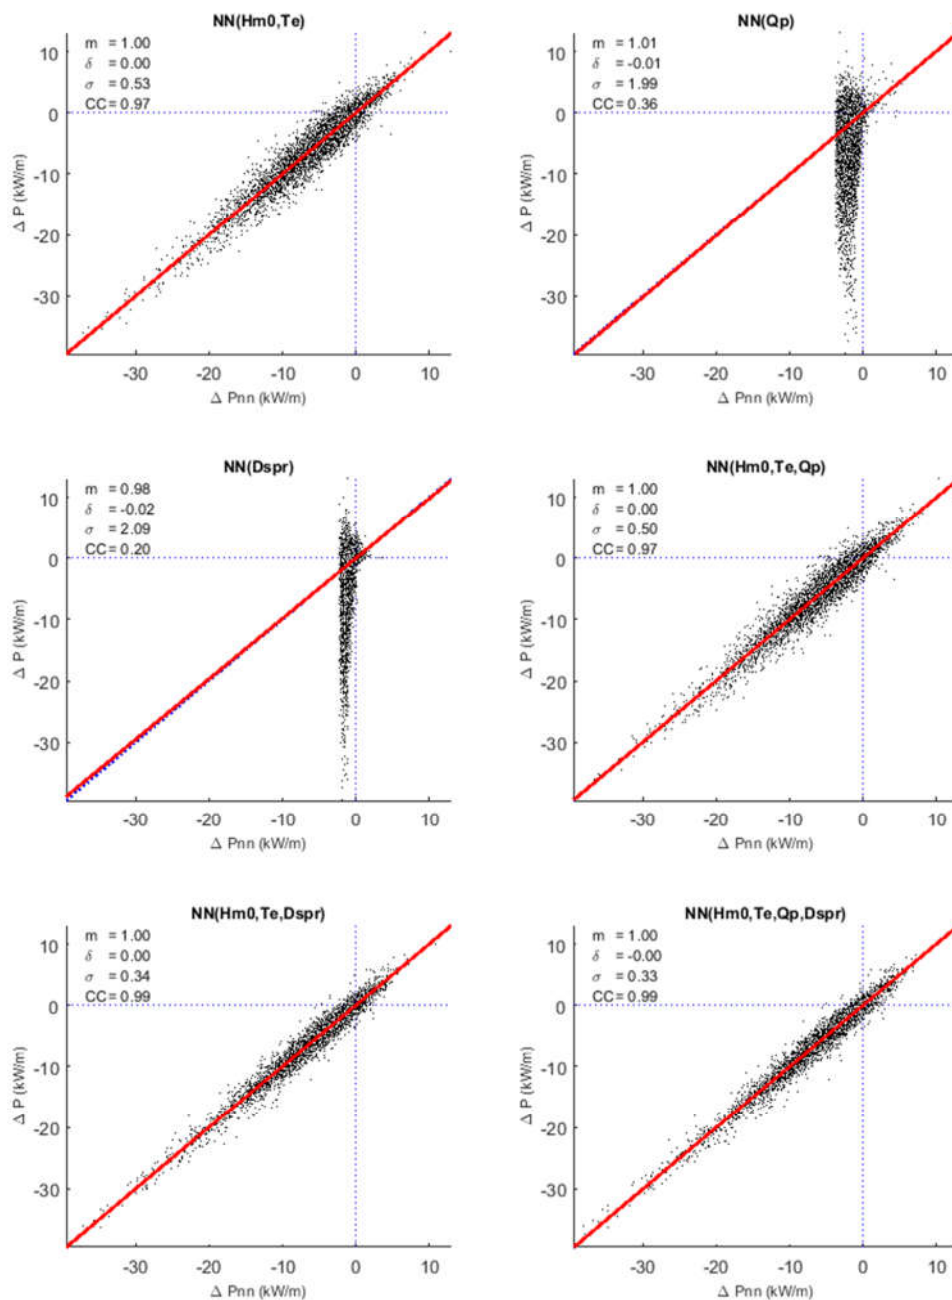 NN(Hm0,Te)
m = 1.00
δ = 0.00
σ = 0.53
CC = 0.97
10
0
-10
-20
-30
Δ P (kW/m)
-30 -20 -10 0 10
Δ Pnn (kW/m)
NN(Qp)
m = 1.01
δ = -0.01
σ = 1.99
CC = 0.36
10
0
-10
-20
-30
Δ P (kW/m)
-30 -20 -10 0 10
Δ Pnn (kW/m)
NN(Dspr)
m = 0.98
δ = -0.02
σ = 2.09
CC = 0.20
10
0
-10
-20
-30
Δ P (kW/m)
-30 -20 -10 0 10
Δ Pnn (kW/m)
NN(Hm0,Te,Qp)
m = 1.00
δ = 0.00
σ = 0.50
CC = 0.97
10
0
-10
-20
-30
Δ P (kW/m)
-30 -20 -10 0 10
Δ Pnn (kW/m)
NN(Hm0,Te,Dspr)
m = 1.00
δ = 0.00
σ = 0.34
CC = 0.99
10
0
-10
-20
-30
Δ P (kW/m)
-30 -20 -10 0 10
Δ Pnn (kW/m)
NN(Hm0,Te,Qp,Dspr)
m = 1.00
δ = -0.00
σ = 0.33
CC = 0.99
10
0
-10
-20
-30
Δ P (kW/m)
-30 -20 -10 0 10
Δ Pnn (kW/m)